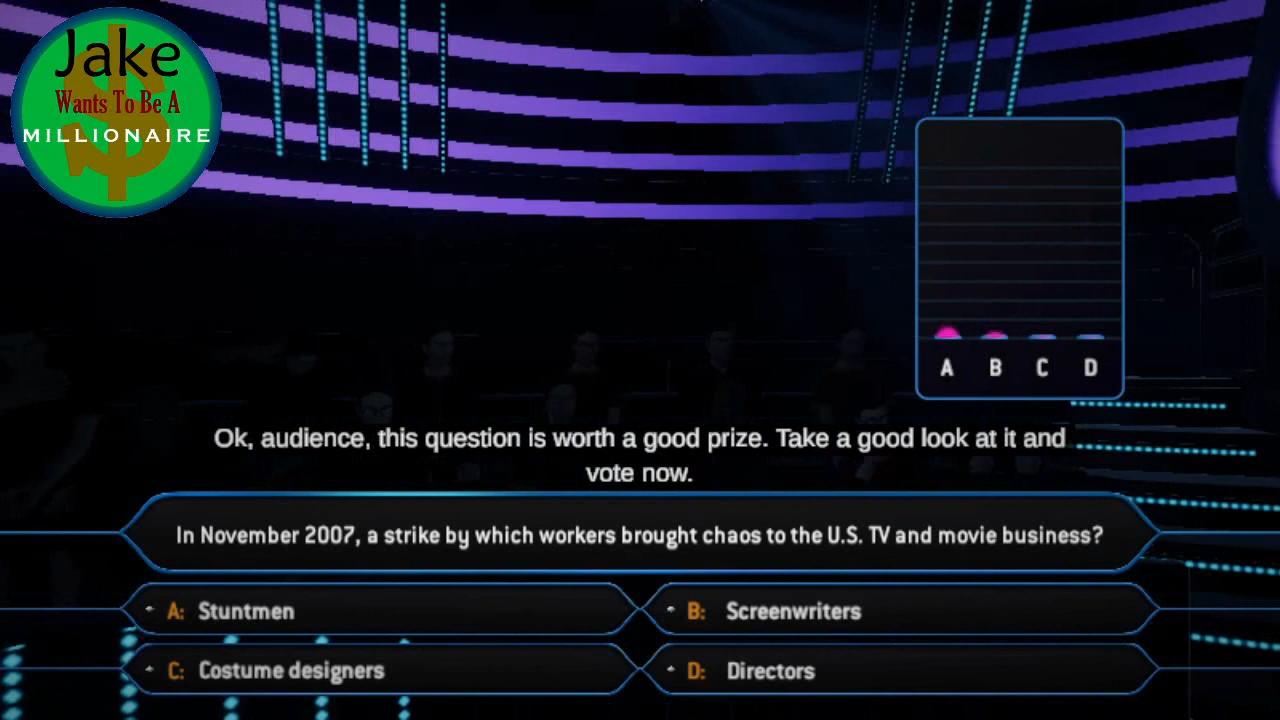 Jake
Wants To Be A
MILLIONAIRE
A B C D
Ok, audience, this question is worth a good prize. Take a good look at it and
vote now.
In November 2007, a strike by which workers brought chaos to the U.S. TV and movie business?
A: Stuntmen
B: Screenwriters
C: Costume designers
D: Directors